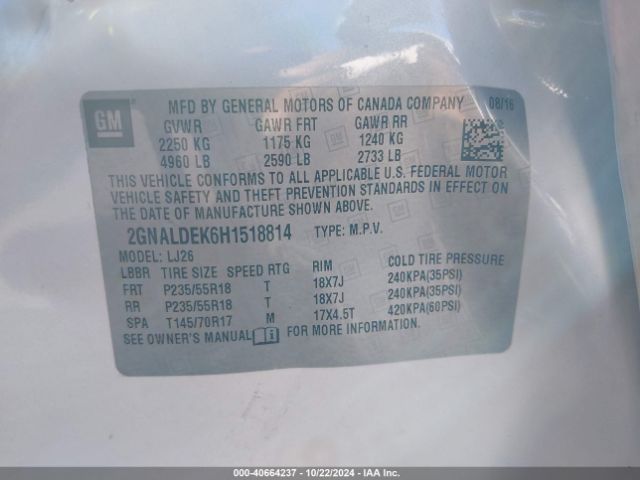 GM
MFD BY GENERAL MOTORS OF CANADA COMPANY 08/16
GVWR GAWR FRT GAWR RR
2250 KG 1175 KG 1240 KG
4960 LB 2590 LB 2733 LB
THIS VEHICLE CONFORMS TO ALL APPLICABLE U.S. FEDERAL MOTOR
VEHICLE SAFETY AND THEFT PREVENTION STANDARDS IN EFFECT ON
THE DATE OF MANUFACTURE SHOWN ABOVE.
2GNALDEK6H1518814 TYPE: M.P.V.
MODEL: LJ26
LBBR TIRE SIZE SPEED RTG RIM COLD TIRE PRESSURE
FRT P235/55R18 T 18X7J 240KPA(35PSI)
RR P235/55R18 T 18X7J 240KPA(35PSI)
SPA T145/70R17 M 17X4.5T 420KPA(60PSI)
SEE OWNER'S MANUAL FOR MORE INFORMATION.
000-40664237 - 10/22/2024 - IAA Inc.